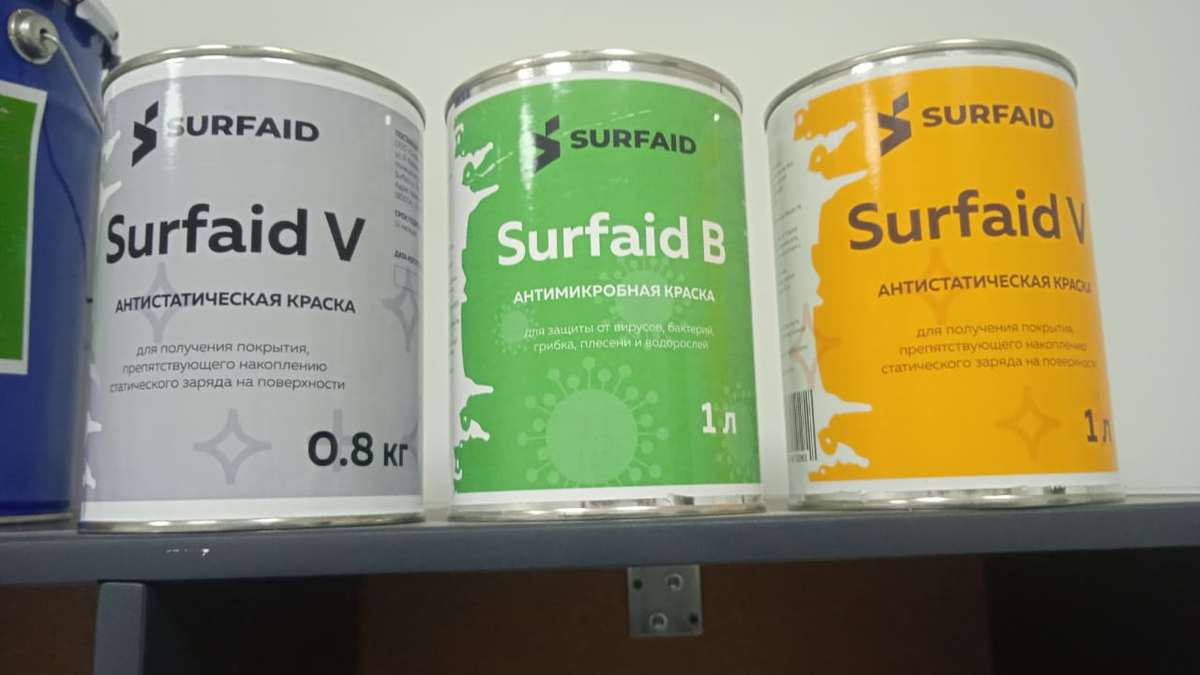 SURFAID
Surfaid V
АНТИСТАТИЧЕСКАЯ КРАСКА
для получения покрытия,
препятствующего накоплению
статического заряда на поверхности
0.8 кг
SURFAID
Surfaid B
АНТИМИКРОБНАЯ КРАСКА
для защиты от вирусов, бактерий,
грибка, плесени и водорослей
1 л
SURFAID
Surfaid V
АНТИСТАТИЧЕСКАЯ КРАСКА
для получения покрытия,
препятствующего накоплению
статического заряда на поверхности
1 л